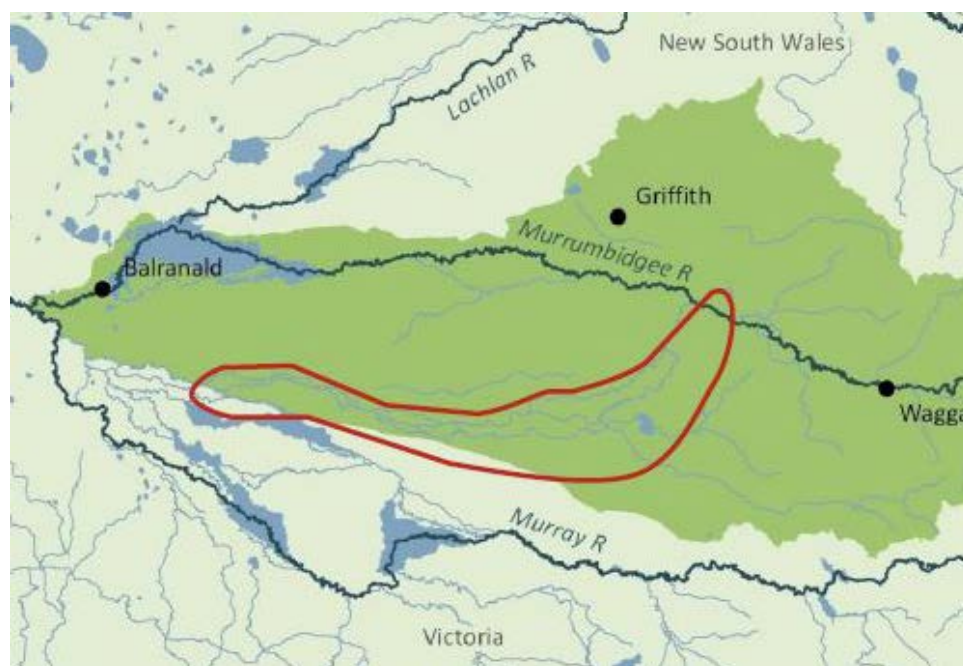 New South Wales
Lachlan R
Griffith
Murrumbidgee R
Balranald
Wagga
Murray R
Victoria